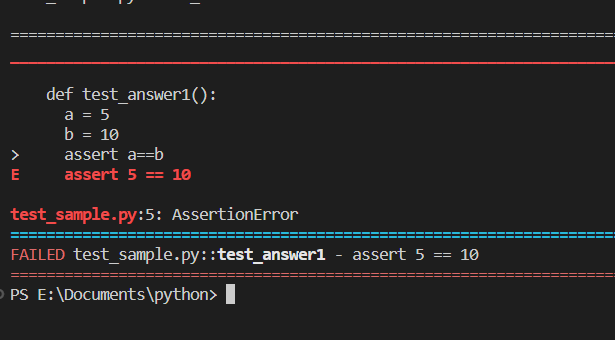 ================================================================
def test_answer1():
a = 5
b = 10
> assert a==b
E assert 5 == 10
test_sample.py:5: AssertionError
================================================================
FAILED test_sample.py::test_answer1 - assert 5 == 10
================================================================
PS E:\Documents\python>